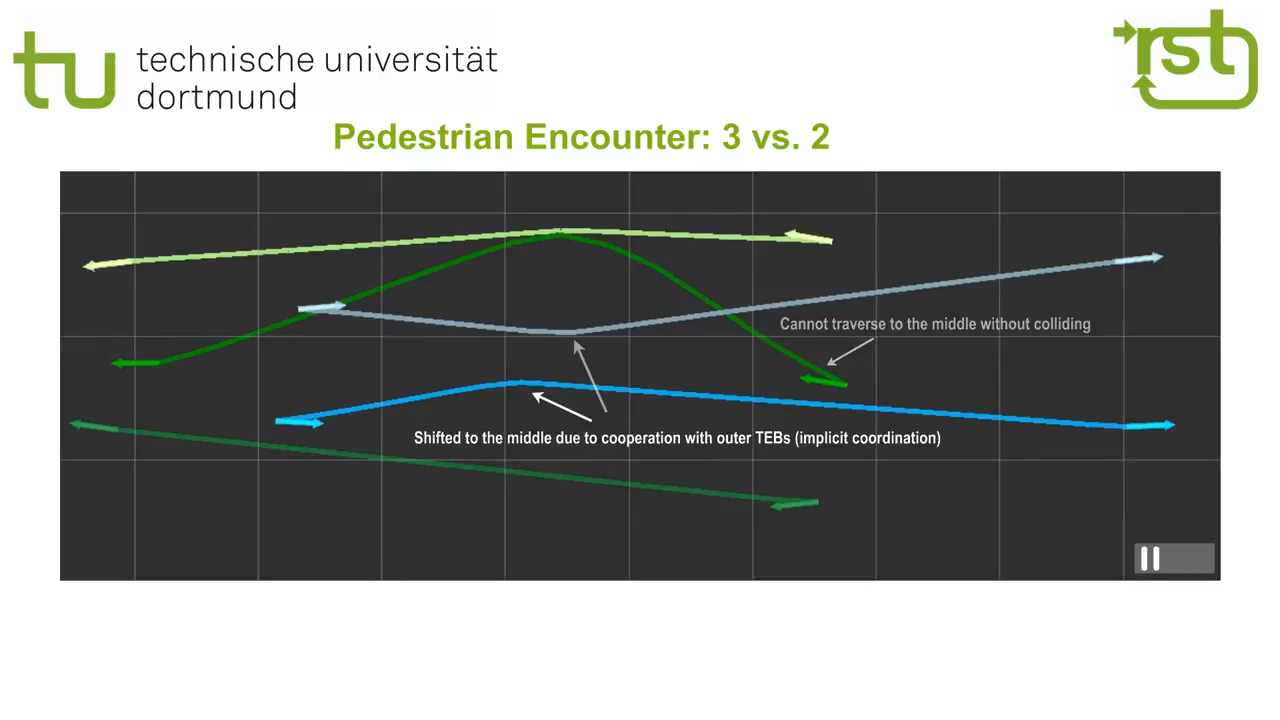 tu technische universität
dortmund
rst
Pedestrian Encounter: 3 vs. 2
Cannot traverse to the middle without colliding
Shifted to the middle due to cooperation with outer TEBs (implicit coordination)